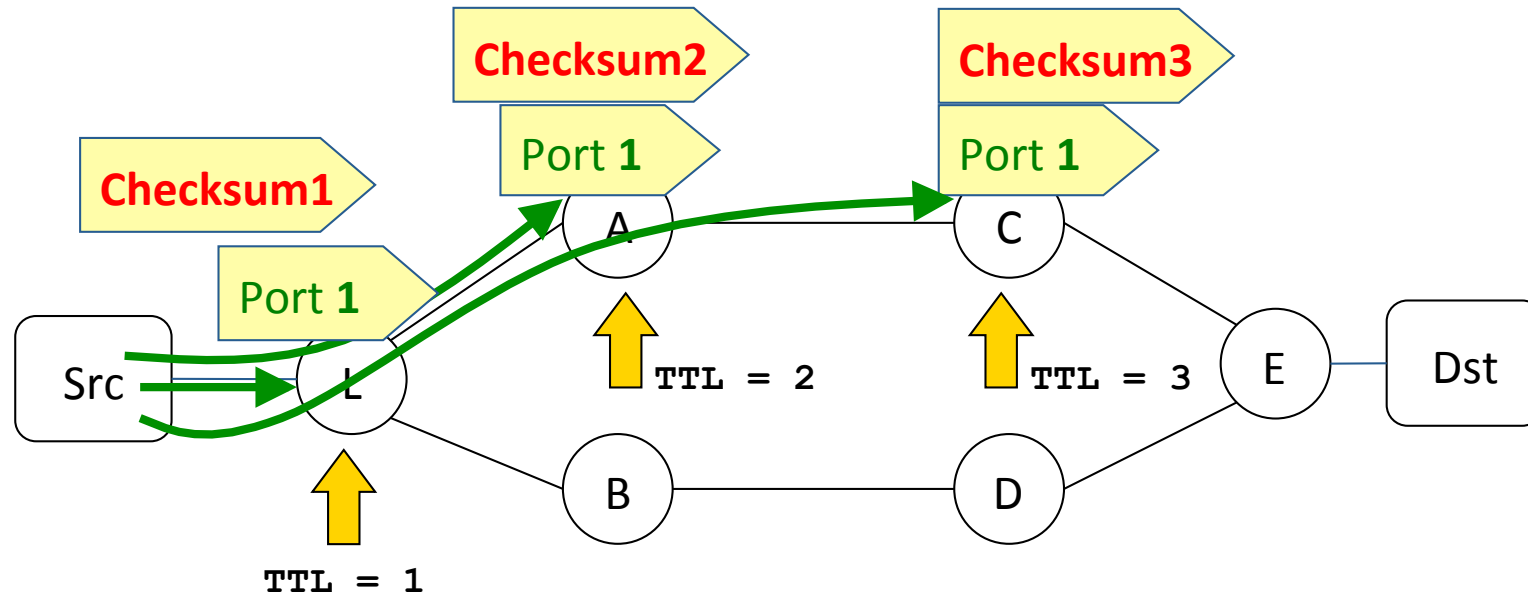 Checksum2
Checksum3
Port 1
Port 1
Checksum1
A
C
Port 1
Src
L
TTL = 2
TTL = 3
E
Dst
B
D
TTL = 1